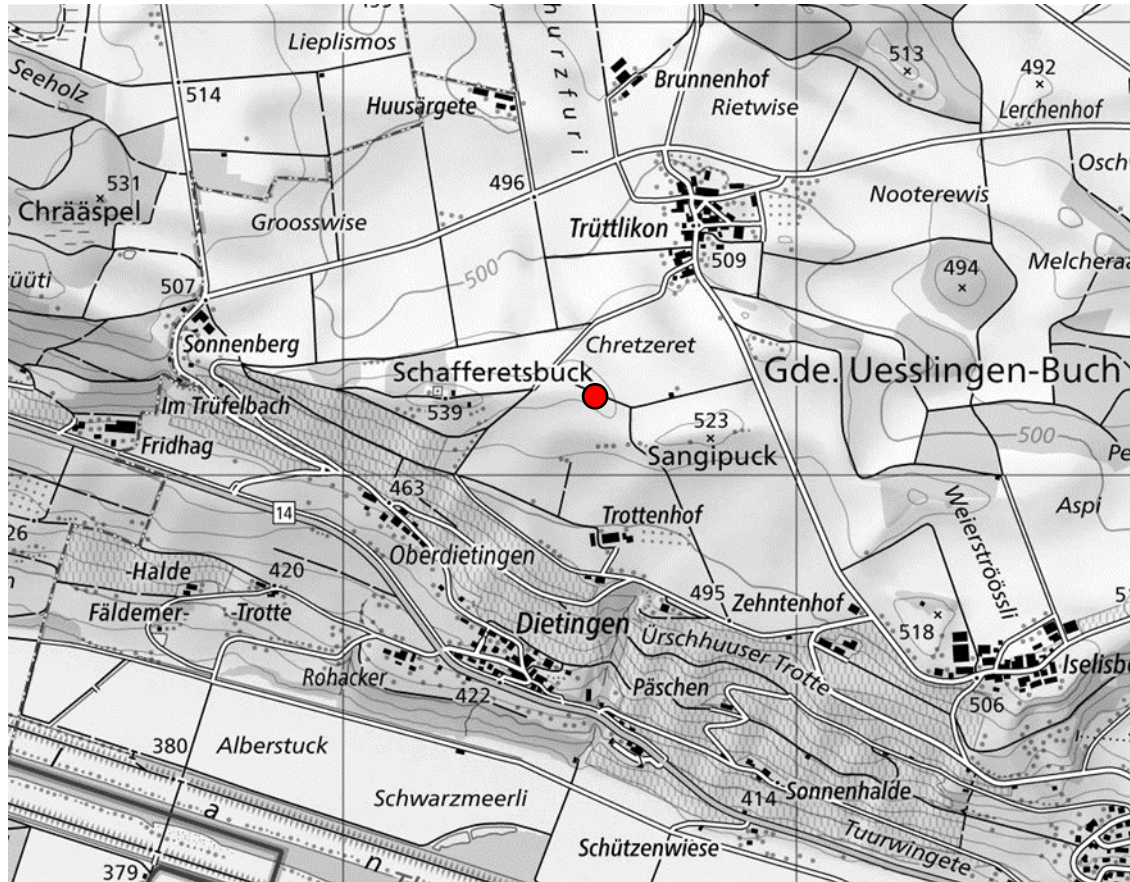 Lieplismos
Seeholz
514
Huusärgete
hurzfuri
Brunnenhof
Rietwise
513
492
Lerchenhof
531
Chrääspel
Groosswise
496
Trüttlikon
Nooterewis
509
500
494
507
Sonnenberg
Chretzeret
Schafferetsbuck
539
Gde. Uesslingen-Buch
Im Trüfelbach
Fridhag
523
Sangipuck
500
463
14
Trottenhof
Weierströössli
Aspi
26
Oberdietingen
Halde
420
Fäldemer-
Trotte
495
Zehntenhof
518
Dietingen
Ürschhuuser Trotte
Rohacker
422
Päschen
506
380
Alberstuck
Schwarzmeerli
414
Sonnenhalde
Schützenwiese
Tuurwingete
379
a
n